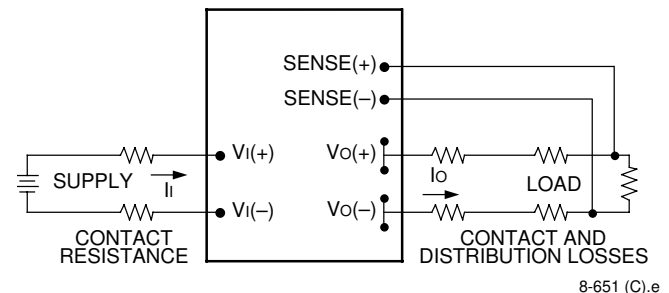 SENSE(+)
SENSE(–)
VI(+)
VO(+)
SUPPLY
II
IO
LOAD
VI(–)
VO(–)
CONTACT
RESISTANCE
CONTACT AND
DISTRIBUTION LOSSES
8-651 (C).e